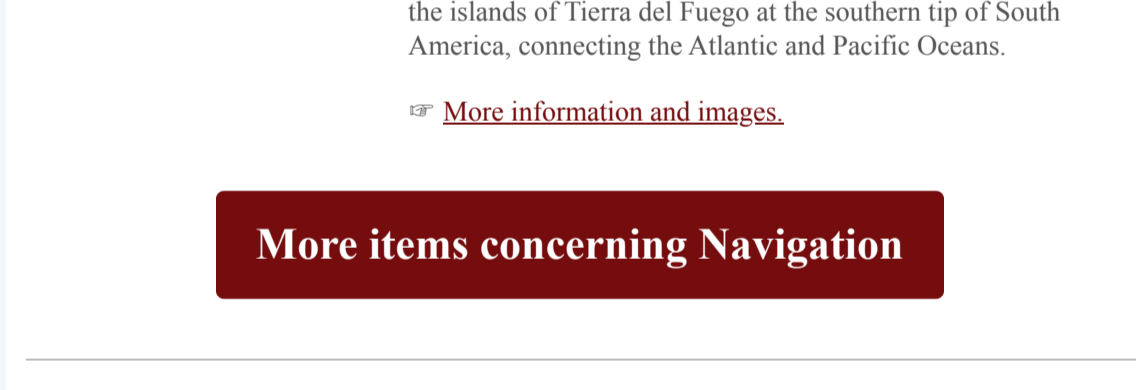 the islands of Tierra del Fuego at the southern tip of South
America, connecting the Atlantic and Pacific Oceans.
☞ More information and images.
More items concerning Navigation